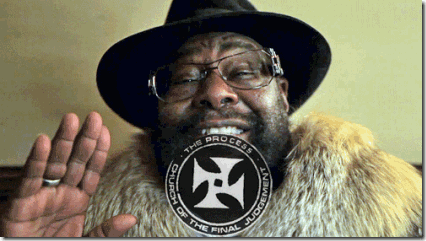 · THE PROCESS ·
CHURCH OF THE FINAL JUDGEMENT